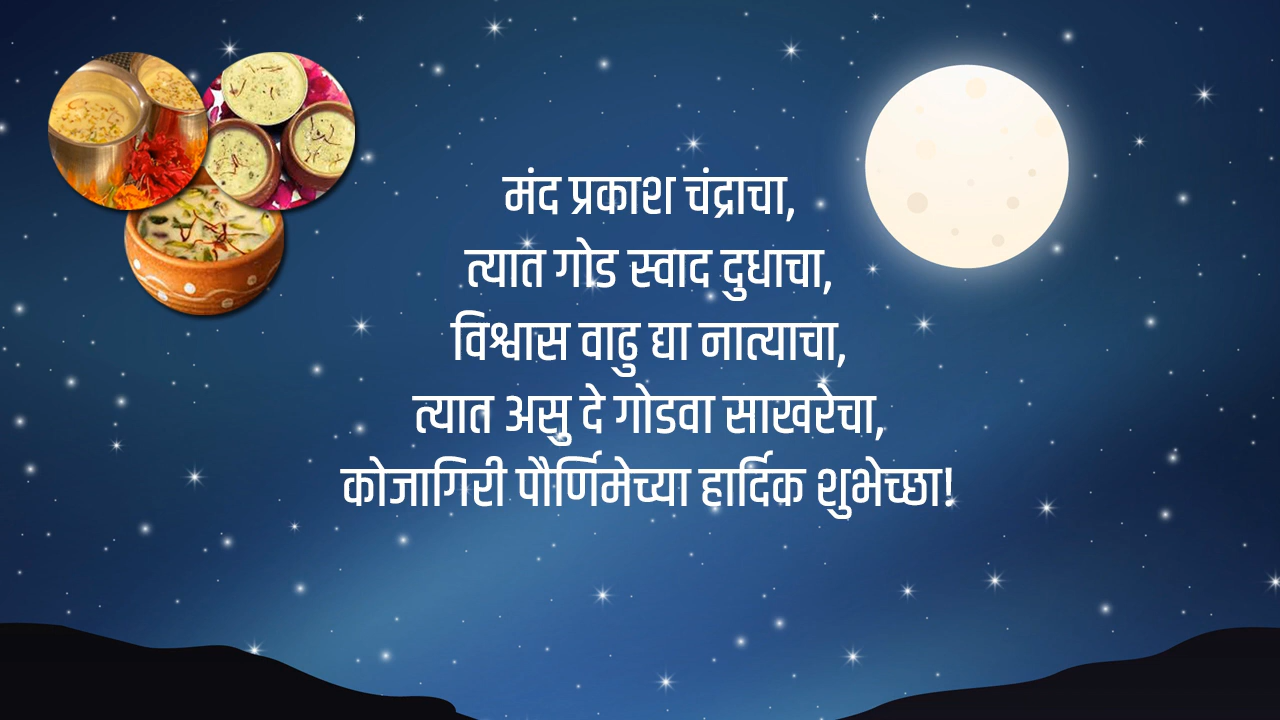 मंद प्रकाश चंद्राचा,
त्यात गोड स्वाद दुधाचा,
विश्वास वाढु द्या नात्याचा,
त्यात असु दे गोडवा साखरेचा,
कोजागिरी पौर्णिमेच्या हार्दिक शुभेच्छा!